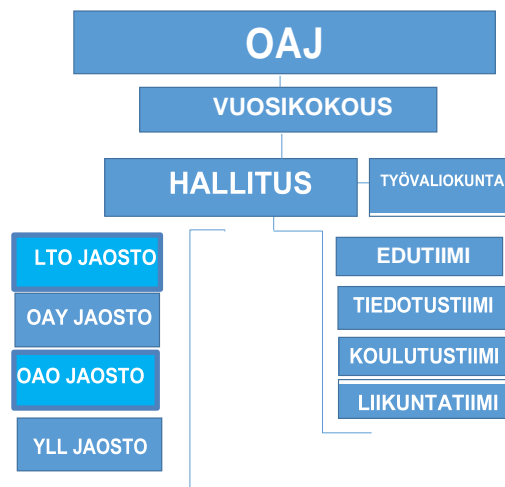 OAJ
VUOSIKOKOUS
HALLITUS
TYÖVALIOKUNTA
LTO JAOSTO
OAY JAOSTO
OAO JAOSTO
YLL JAOSTO
EDUTIIMI
TIEDOTUSTIIMI
KOULUTUSTIIMI
LIIKUNTATIIMI